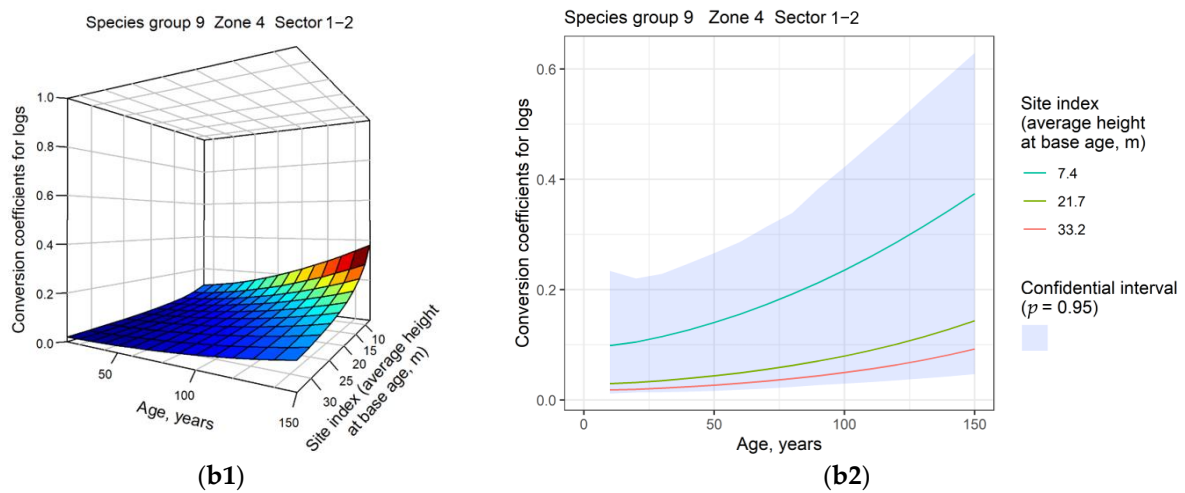 Species group 9 Zone 4 Sector 1−2
Conversion coefficients for logs
1.0
0.8
0.6
0.4
0.2
0.0
50
100
150
Age, years
10
15
20
25
30
Site index (average height
at base age, m)
(b1)
Species group 9 Zone 4 Sector 1−2
Conversion coefficients for logs
0.6
0.4
0.2
0.0
0
50
100
150
Age, years
Site index
(average height
at base age, m)
7.4
21.7
33.2
Confidential interval
(p = 0.95)
(b2)